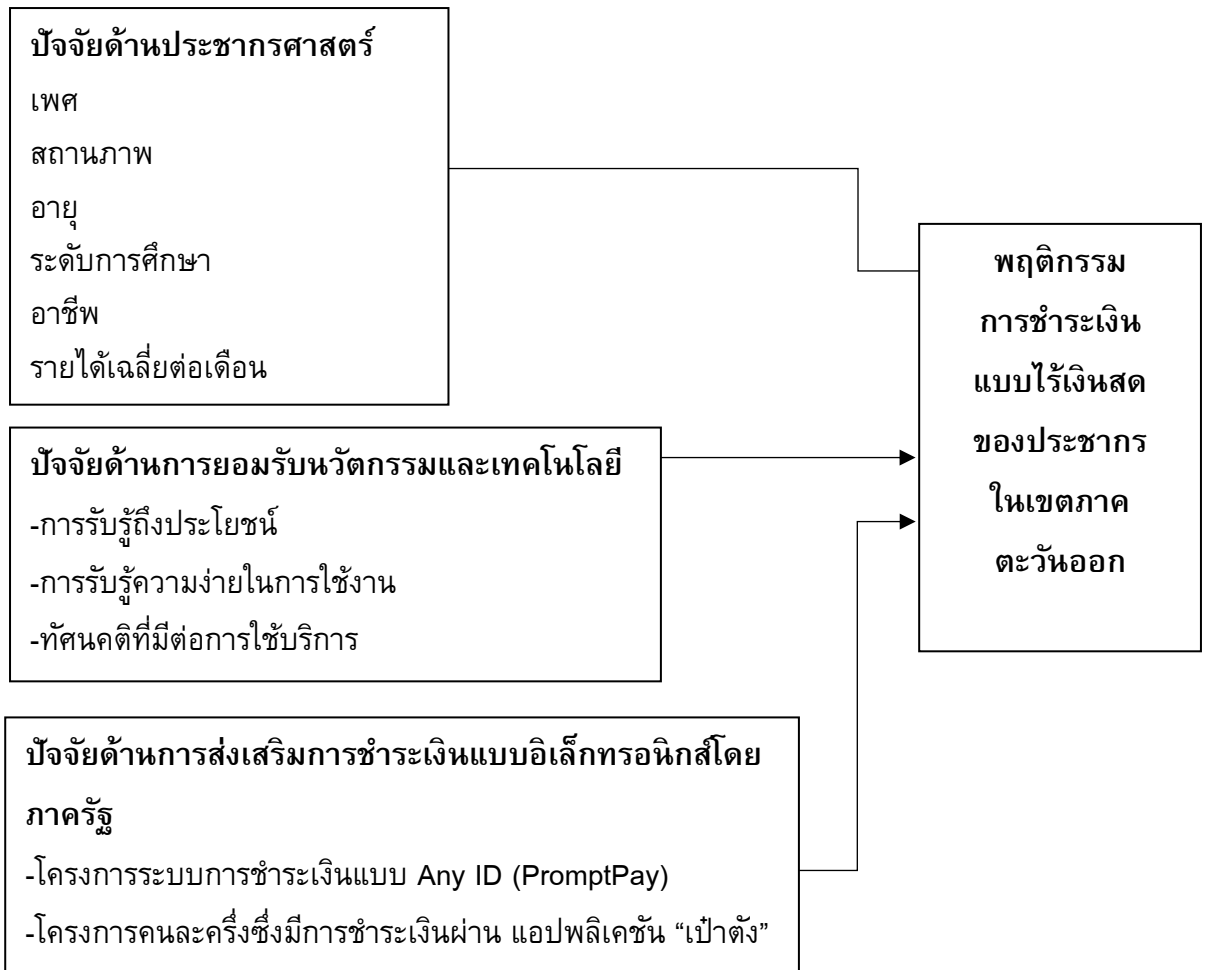 ปัจจัยด้านประชากรศาสตร์
เพศ
สถานภาพ
อายุ
ระดับการศึกษา
อาชีพ
รายได้เฉลี่ยต่อเดือน
ปัจจัยด้านการยอมรับนวัตกรรมและเทคโนโลยี
-การรับรู้ถึงประโยชน์
-การรับรู้ความง่ายในการใช้งาน
-ทัศนคติที่มีต่อการใช้บริการ
ปัจจัยด้านการส่งเสริมการชำระเงินแบบอิเล็กทรอนิกส์โดย
ภาครัฐ
-โครงการระบบการชำระเงินแบบ Any ID (PromptPay)
-โครงการคนละครึ่งซึ่งมีการชำระเงินผ่าน แอปพลิเคชัน “เป๋าตัง”
พฤติกรรม
การชำระเงิน
แบบไร้เงินสด
ของประชากร
ในเขตภาค
ตะวันออก